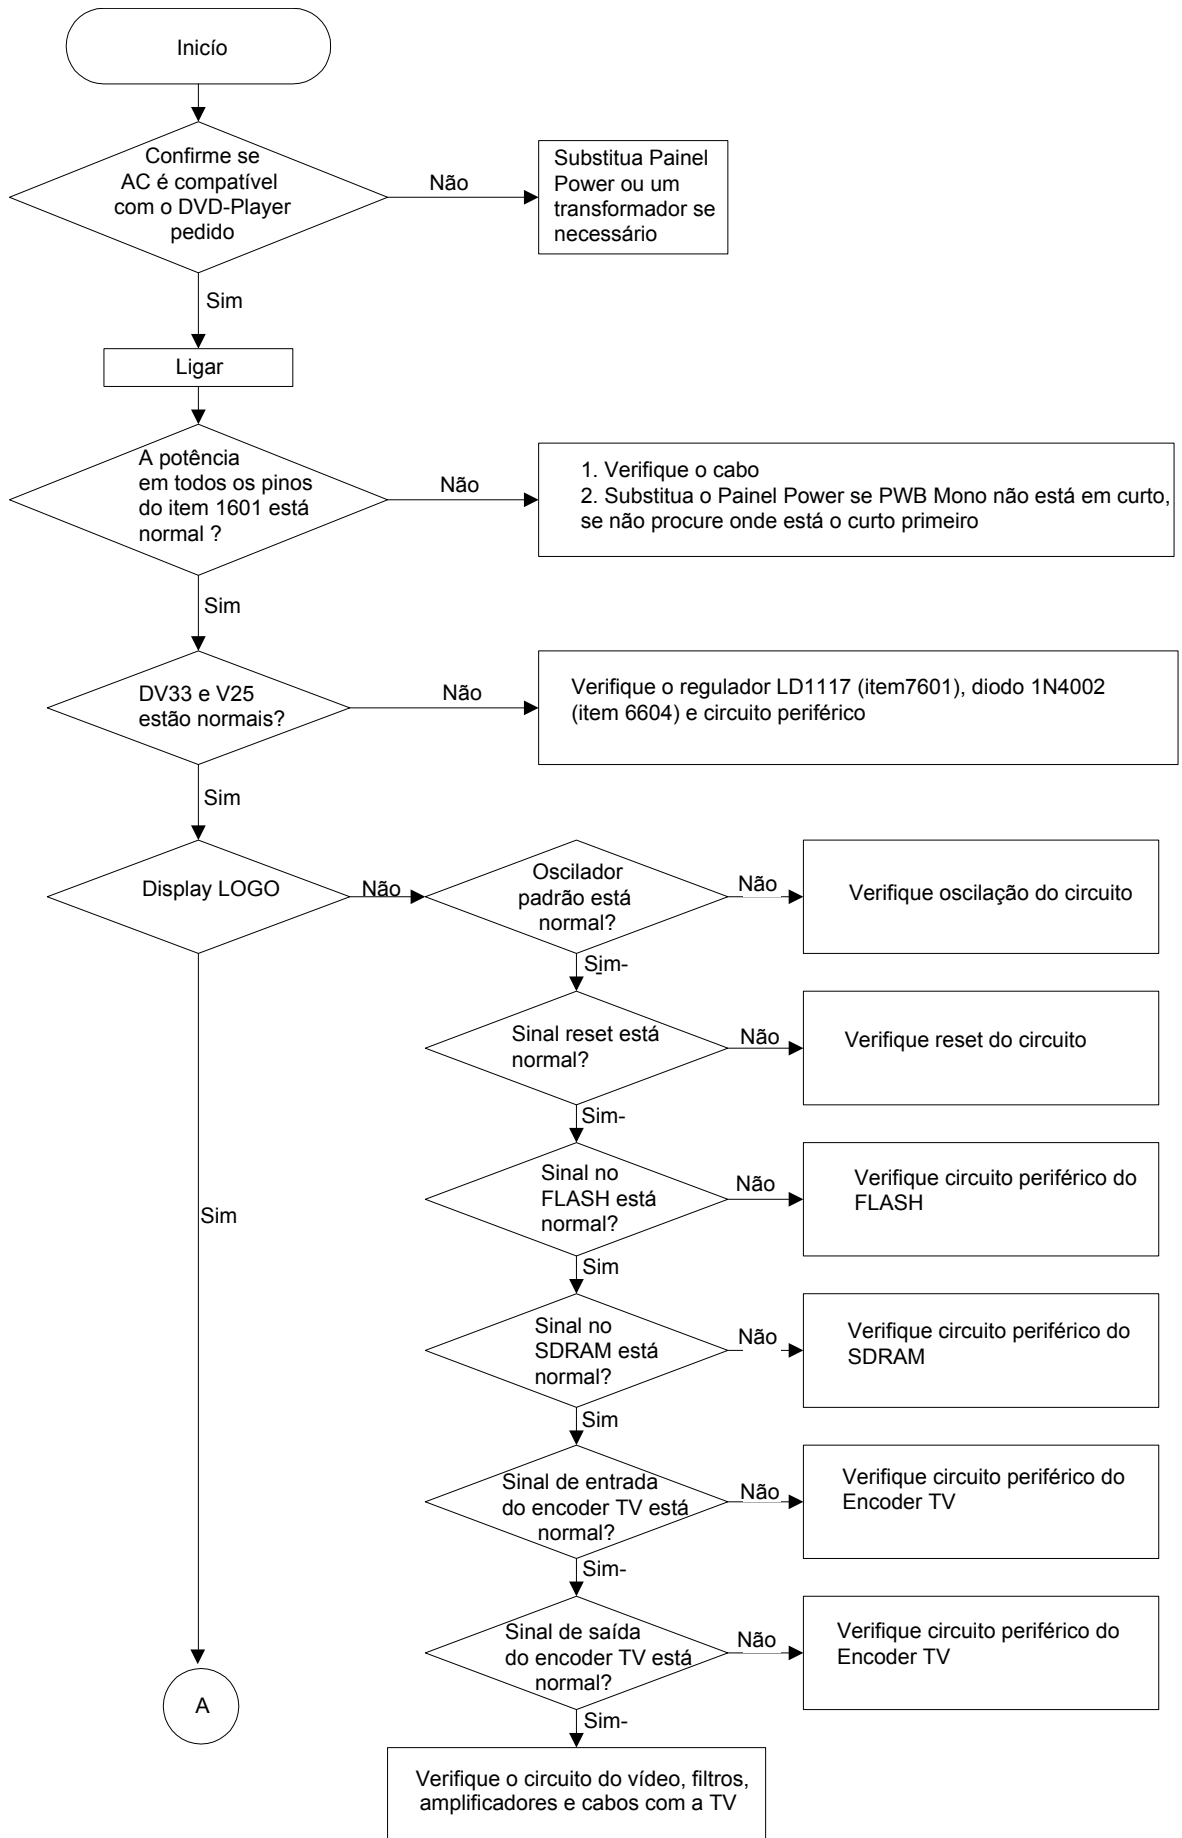 Inicío
Confirme se
AC é compatível
com o DVD-Player
pedido
Não
Substitua Painel
Power ou um
transformador se
necessário
Sim
Ligar
A potência
em todos os pinos
do item 1601 está
normal ?
Não
1. Verifique o cabo
2. Substitua o Painel Power se PWB Mono não está em curto,
se não procure onde está o curto primeiro
Sim
DV33 e V25
estão normais?
Não
Verifique o regulador LD1117 (item7601), diodo 1N4002
(item 6604) e circuito periférico
Sim
Display LOGO
Não
Oscilador
padrão está
normal?
Não
Verifique oscilação do circuito
Sim-
Sinal reset está
normal?
Não
Verifique reset do circuito
Sim-
Sinal no
FLASH está
normal?
Não
Verifique circuito periférico do
FLASH
Sim
Sim
Sinal no
SDRAM está
normal?
Não
Verifique circuito periférico do
SDRAM
Sim
Sinal de entrada
do encoder TV está
normal?
Não
Verifique circuito periférico do
Encoder TV
Sim-
Sinal de saída
do encoder TV está
normal?
Não
Verifique circuito periférico do
Encoder TV
A
Sim-
Verifique o circuito do vídeo, filtros,
amplificadores e cabos com a TV